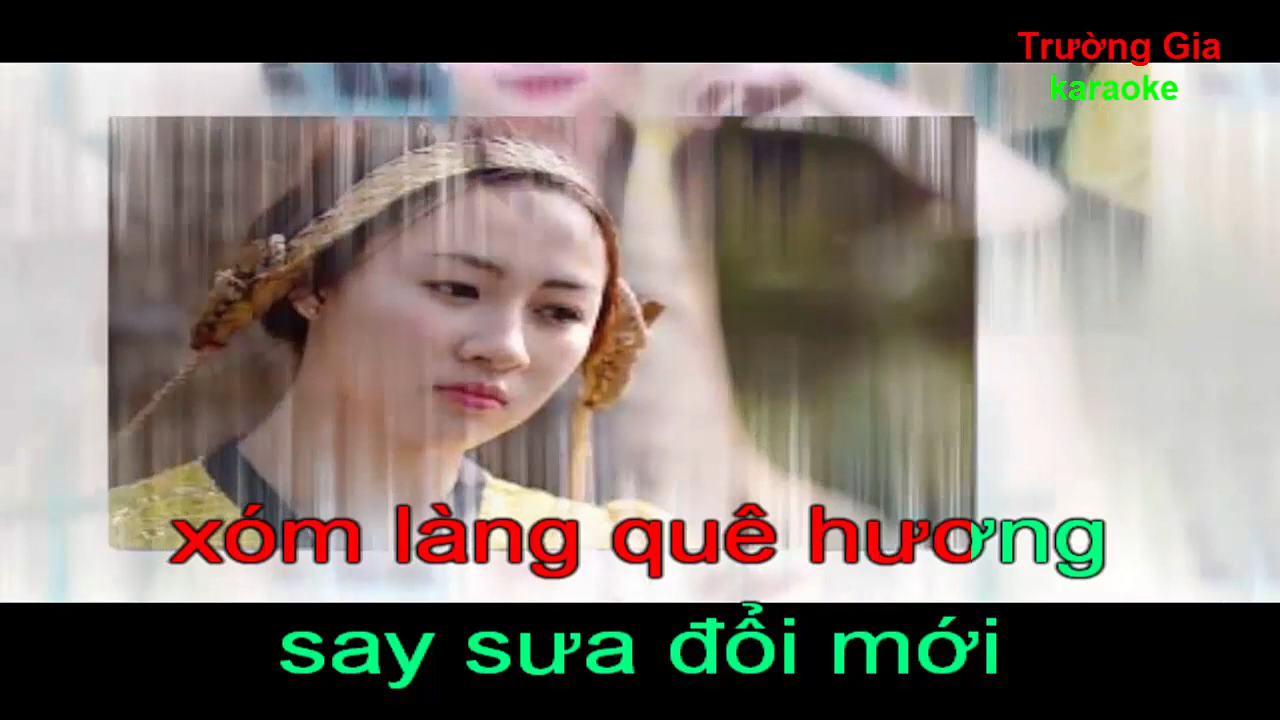 Trường Gia
karaoke
xóm làng quê hương
say sưa đổi mới